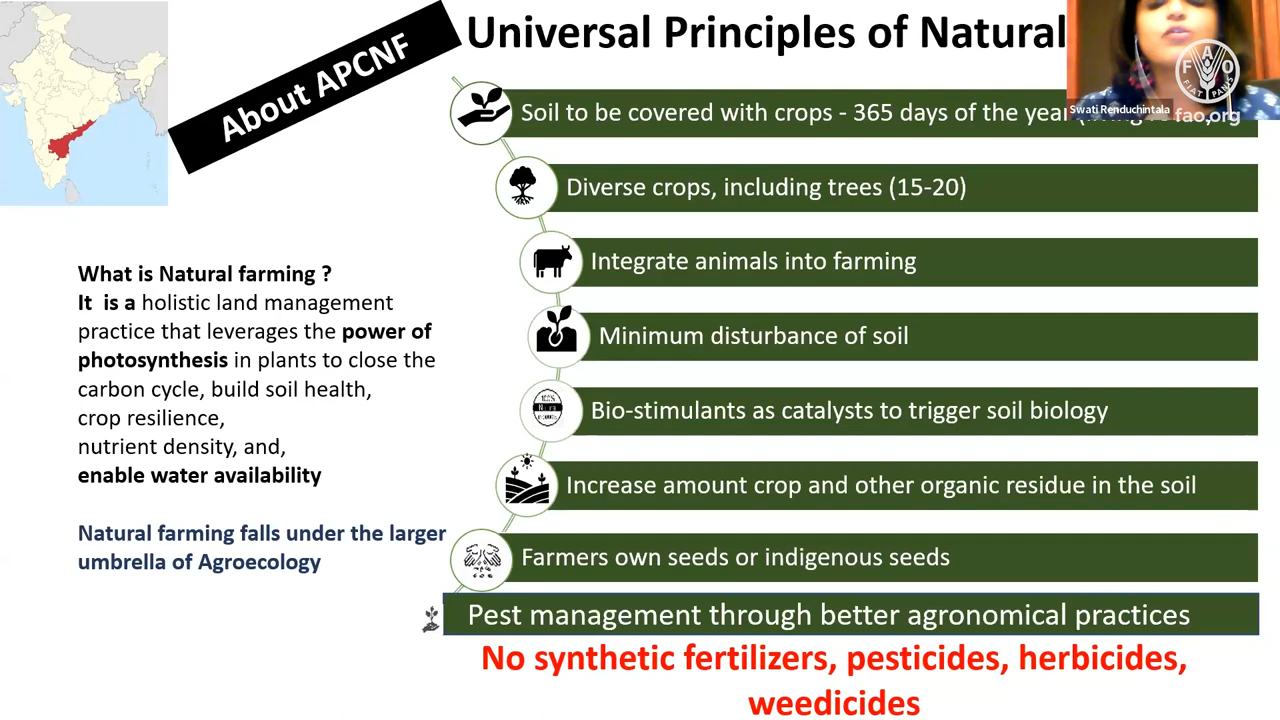 About APCNF
Universal Principles of Natural
Swati Renduchintala
F A O
FIAT PANIS
fao.org
Soil to be covered with crops - 365 days of the year
Diverse crops, including trees (15-20)
Integrate animals into farming
Minimum disturbance of soil
Bio-stimulants as catalysts to trigger soil biology
Increase amount crop and other organic residue in the soil
Farmers own seeds or indigenous seeds
Pest management through better agronomical practices
No synthetic fertilizers, pesticides, herbicides,
weedicides
What is Natural farming ?
It is a holistic land management
practice that leverages the power of
photosynthesis in plants to close the
carbon cycle, build soil health,
crop resilience,
nutrient density, and,
enable water availability
Natural farming falls under the larger
umbrella of Agroecology